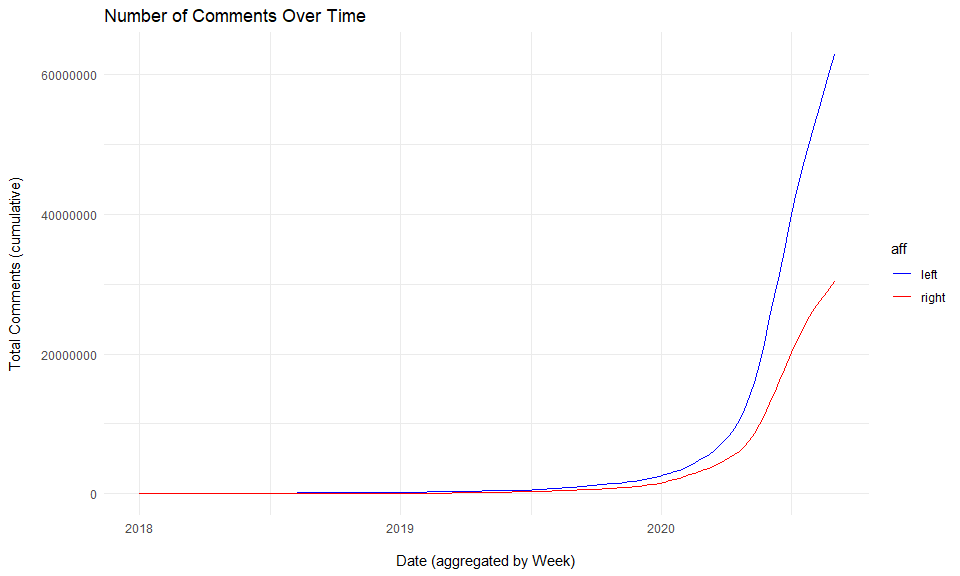 Number of Comments Over Time
Total Comments (cumulative)
60000000
40000000
20000000
0
2018
2019
2020
Date (aggregated by Week)
aff
left
right